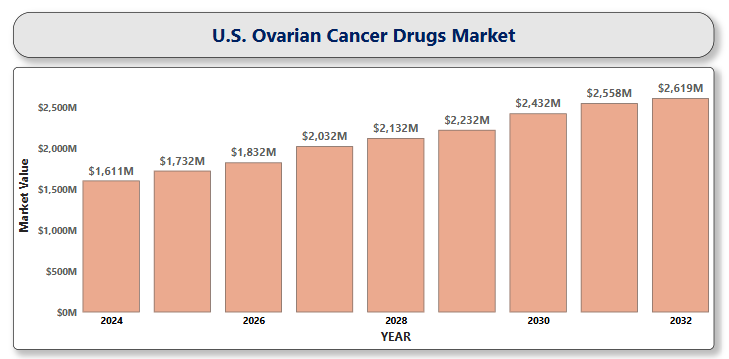 U.S. Ovarian Cancer Drugs Market
Market Value
$2,500M
$2,000M
$1,500M
$1,000M
$500M
$0M
$1,611M
$1,732M
$1,832M
$2,032M
$2,132M
$2,232M
$2,432M
$2,558M
$2,619M
2024
2026
2028
2030
2032
YEAR